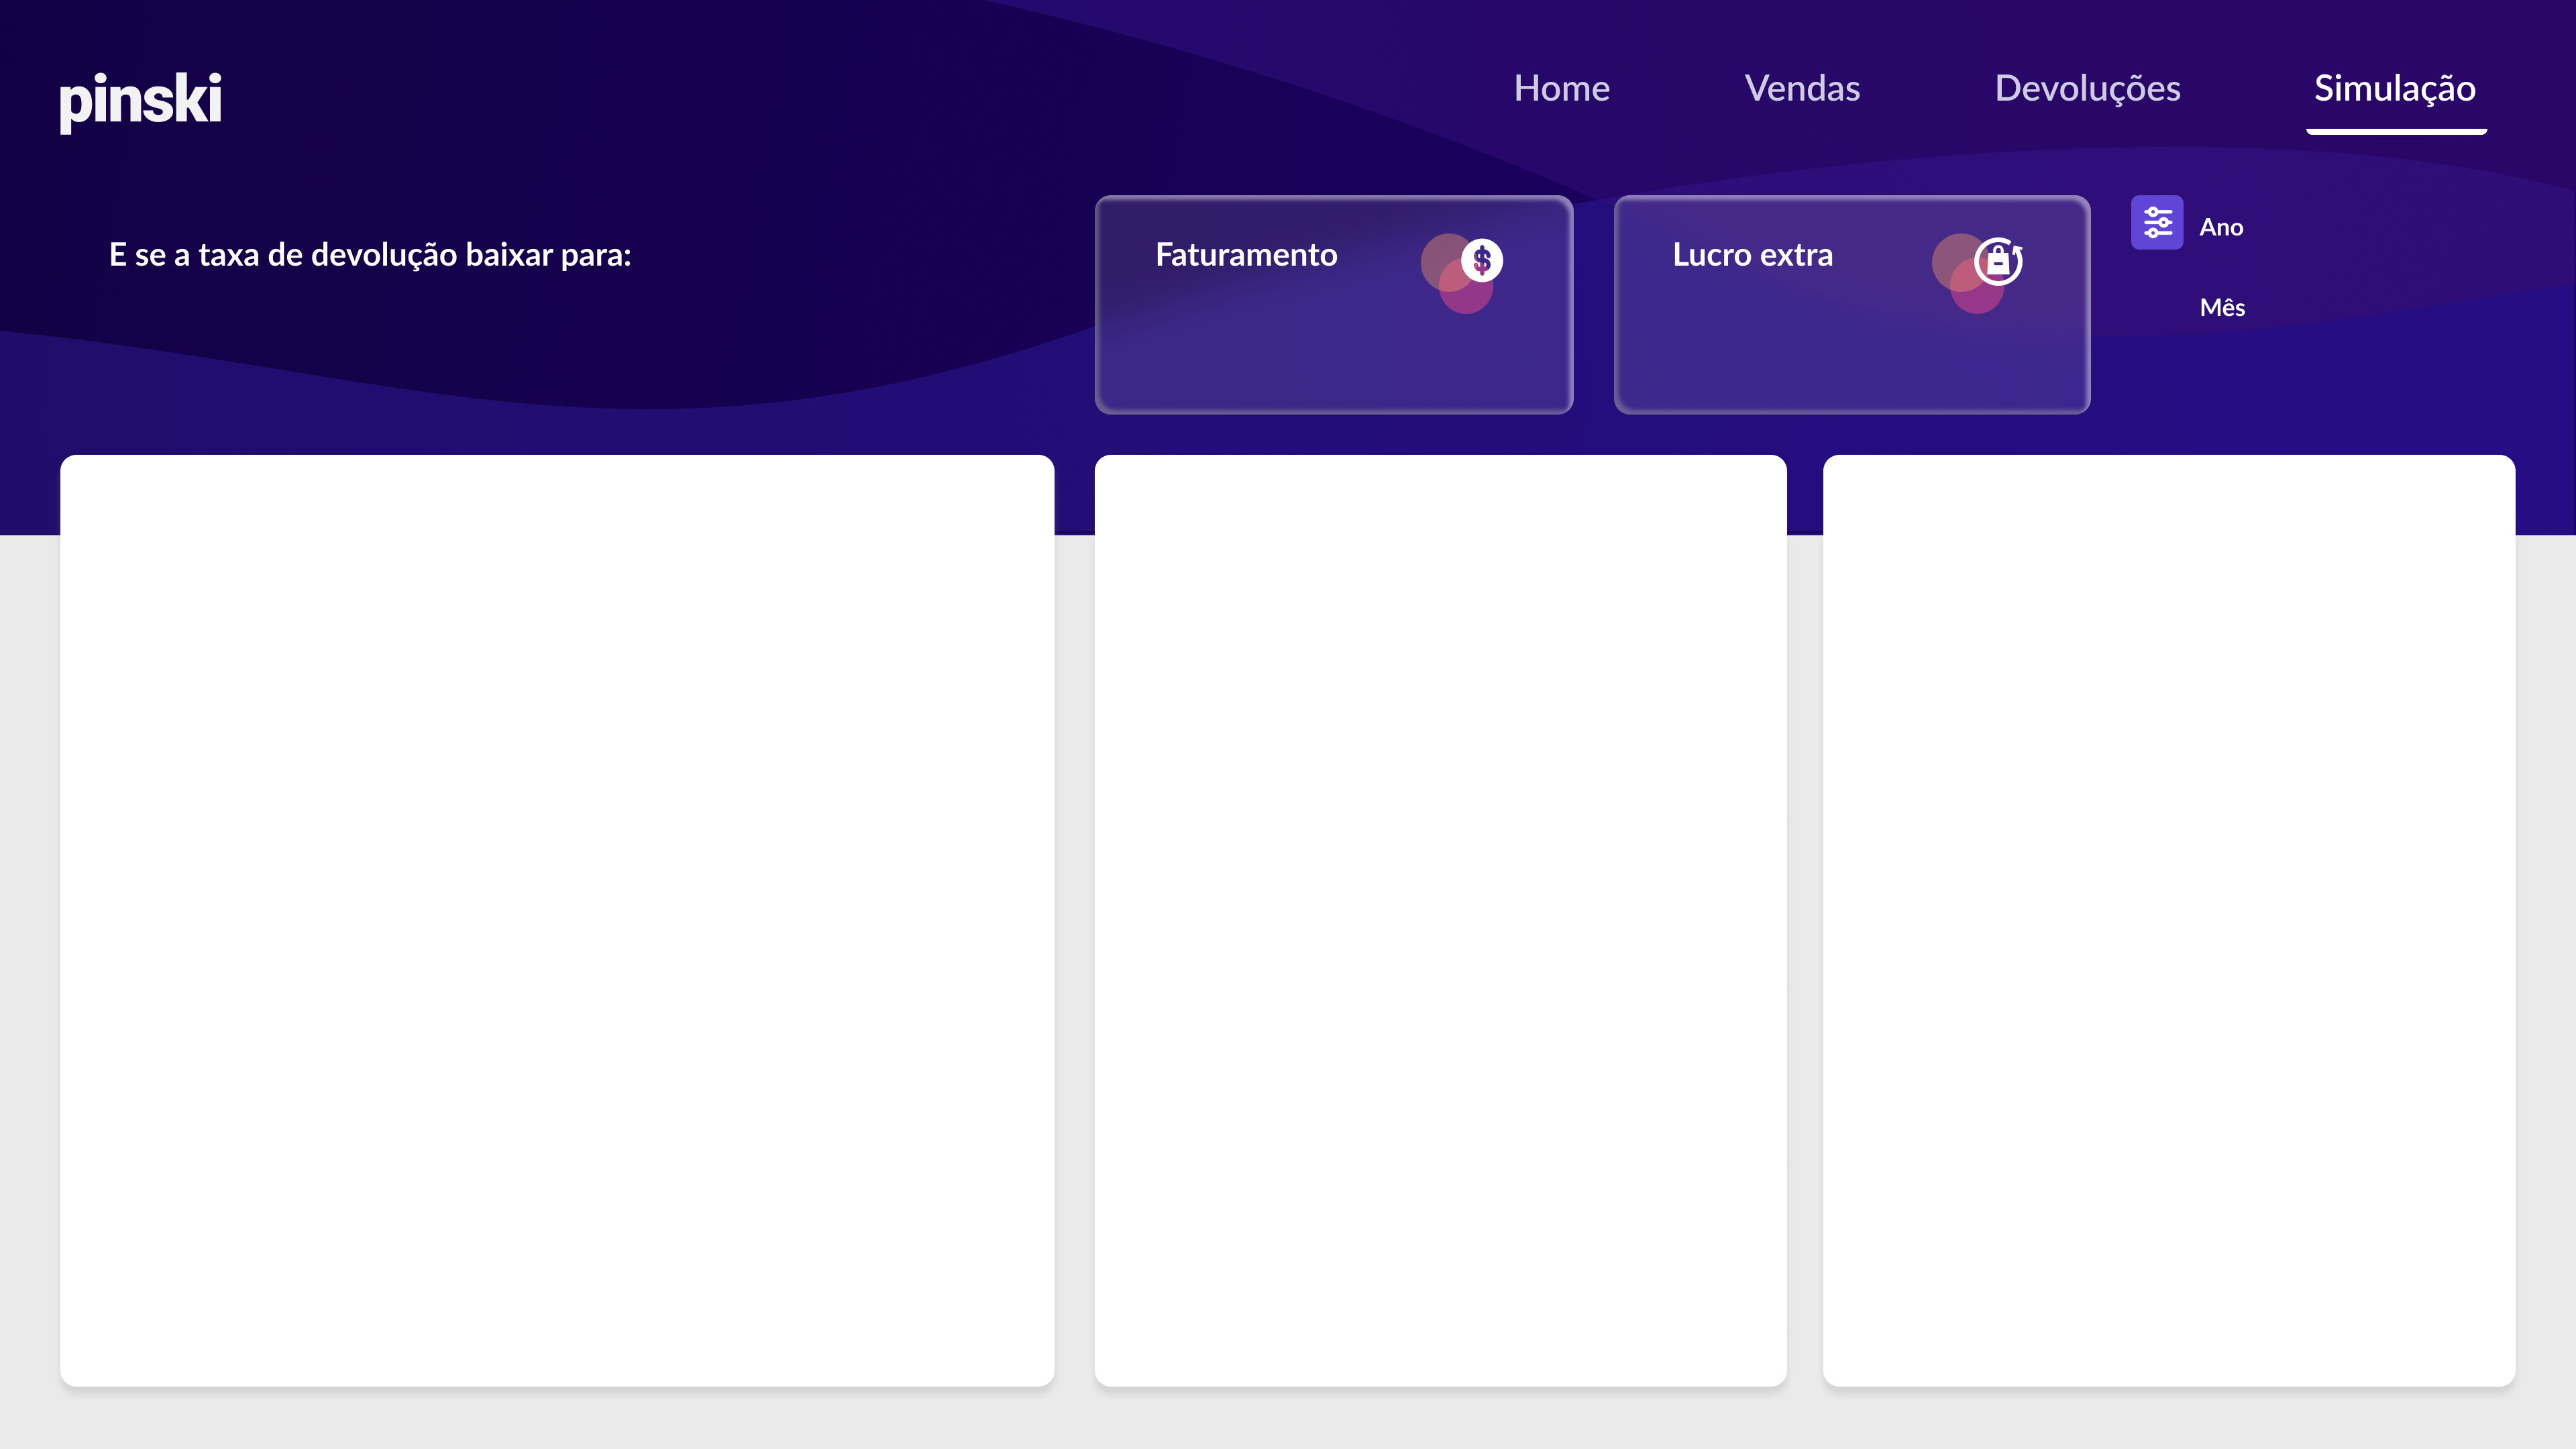 pinski
Home
Vendas
Devoluções
Simulação
E se a taxa de devolução baixar para:
Faturamento
$
Lucro extra
Ano
Mês